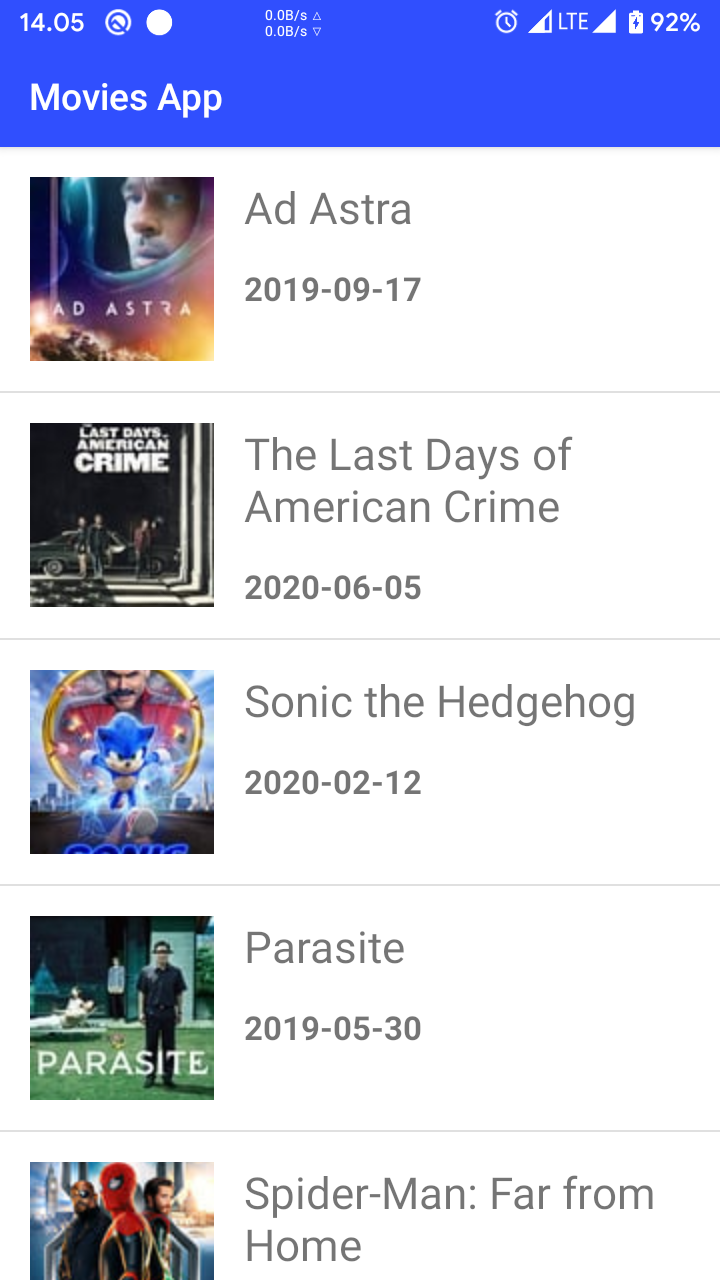 14.05
0.0B/s △
0.0B/s ▽
LTE
92%
Movies App
AD ASTRA
Ad Astra
2019-09-17
LAST DAYS OF
AMERICAN
CRIME
The Last Days of
American Crime
2020-06-05
SONIC
Sonic the Hedgehog
2020-02-12
PARASITE
Parasite
2019-05-30
Spider-Man: Far from
Home